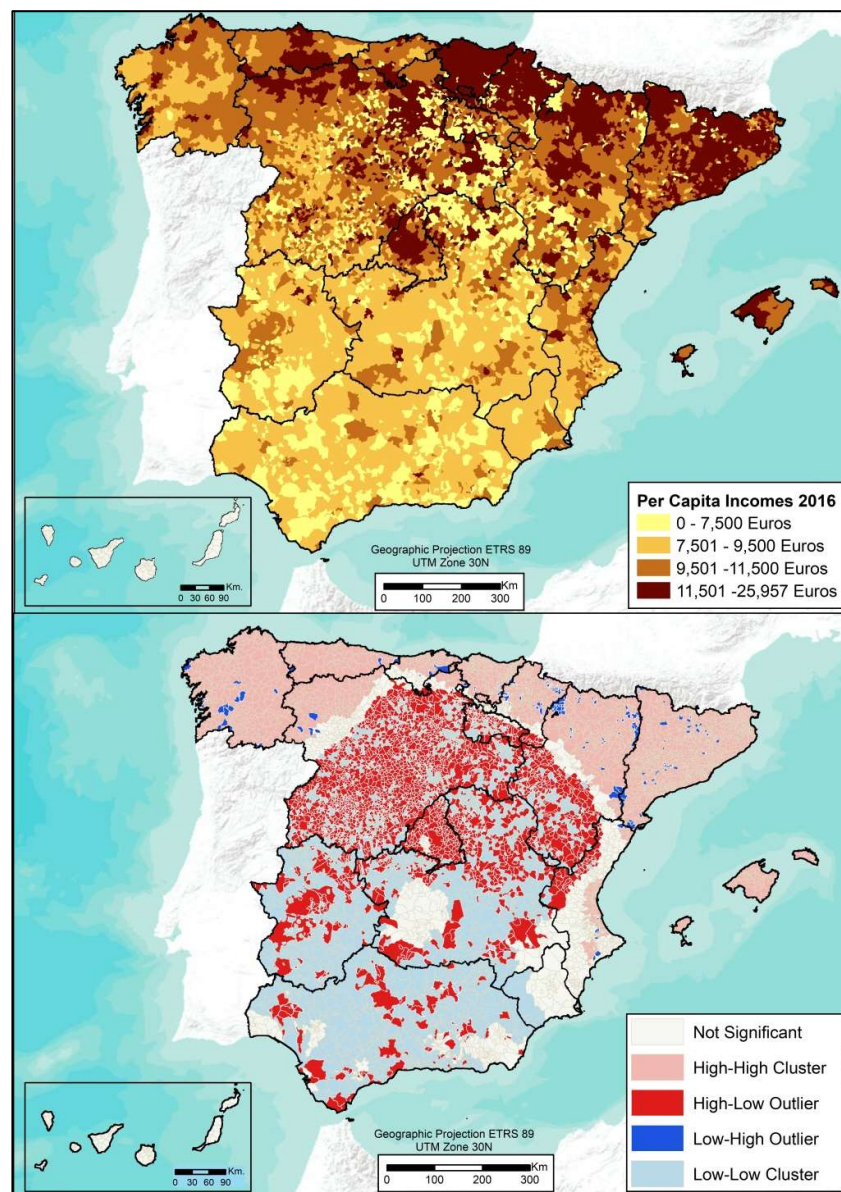 Per Capita Incomes 2016
0 - 7,500 Euros
7,501 - 9,500 Euros
9,501 -11,500 Euros
11,501 -25,957 Euros
Geographic Projection ETRS 89
UTM Zone 30N
Km
0 100 200 300
Km.
0 30 60 90
Not Significant
High-High Cluster
High-Low Outlier
Low-High Outlier
Low-Low Cluster
Geographic Projection ETRS 89
UTM Zone 30N
Km
0 100 200 300
Km.
0 30 60 90